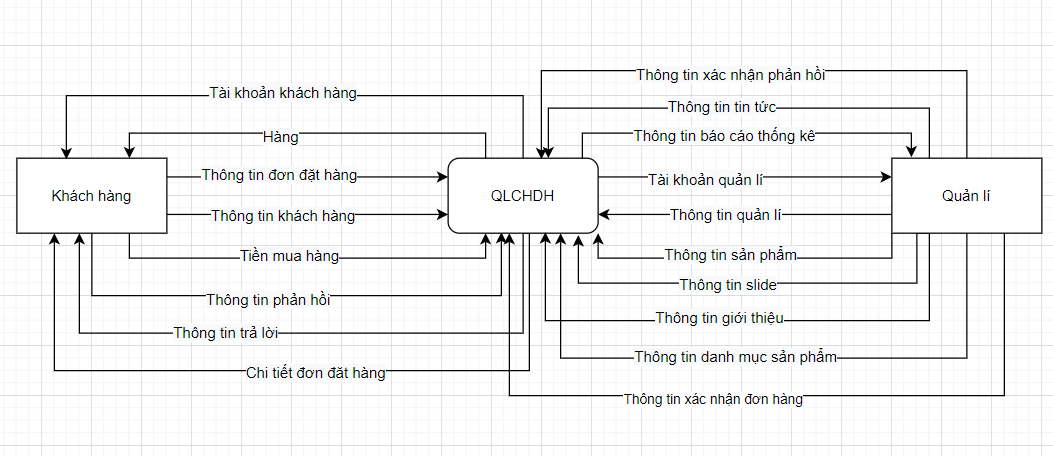 Thông tin xác nhận phản hồi
Tài khoản khách hàng
Thông tin tin tức
Hàng
Thông tin báo cáo thống kê
Thông tin đơn đặt hàng
Tài khoản quản lí
Khách hàng
QLCHDH
Quản lí
Thông tin khách hàng
Thông tin quản lí
Tiền mua hàng
Thông tin sản phẩm
Thông tin slide
Thông tin phản hồi
Thông tin giới thiệu
Thông tin trả lời
Thông tin danh mục sản phẩm
Chi tiết đơn đăt hàng
Thông tin xác nhận đơn hàng